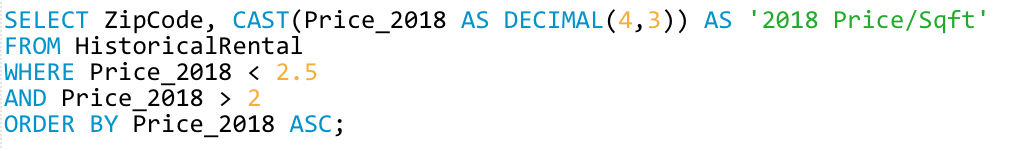 SELECT ZipCode, CAST(Price_2018 AS DECIMAL(4,3)) AS '2018 Price/Sqft'
FROM HistoricalRental
WHERE Price_2018 < 2.5
AND Price_2018 > 2
ORDER BY Price_2018 ASC;